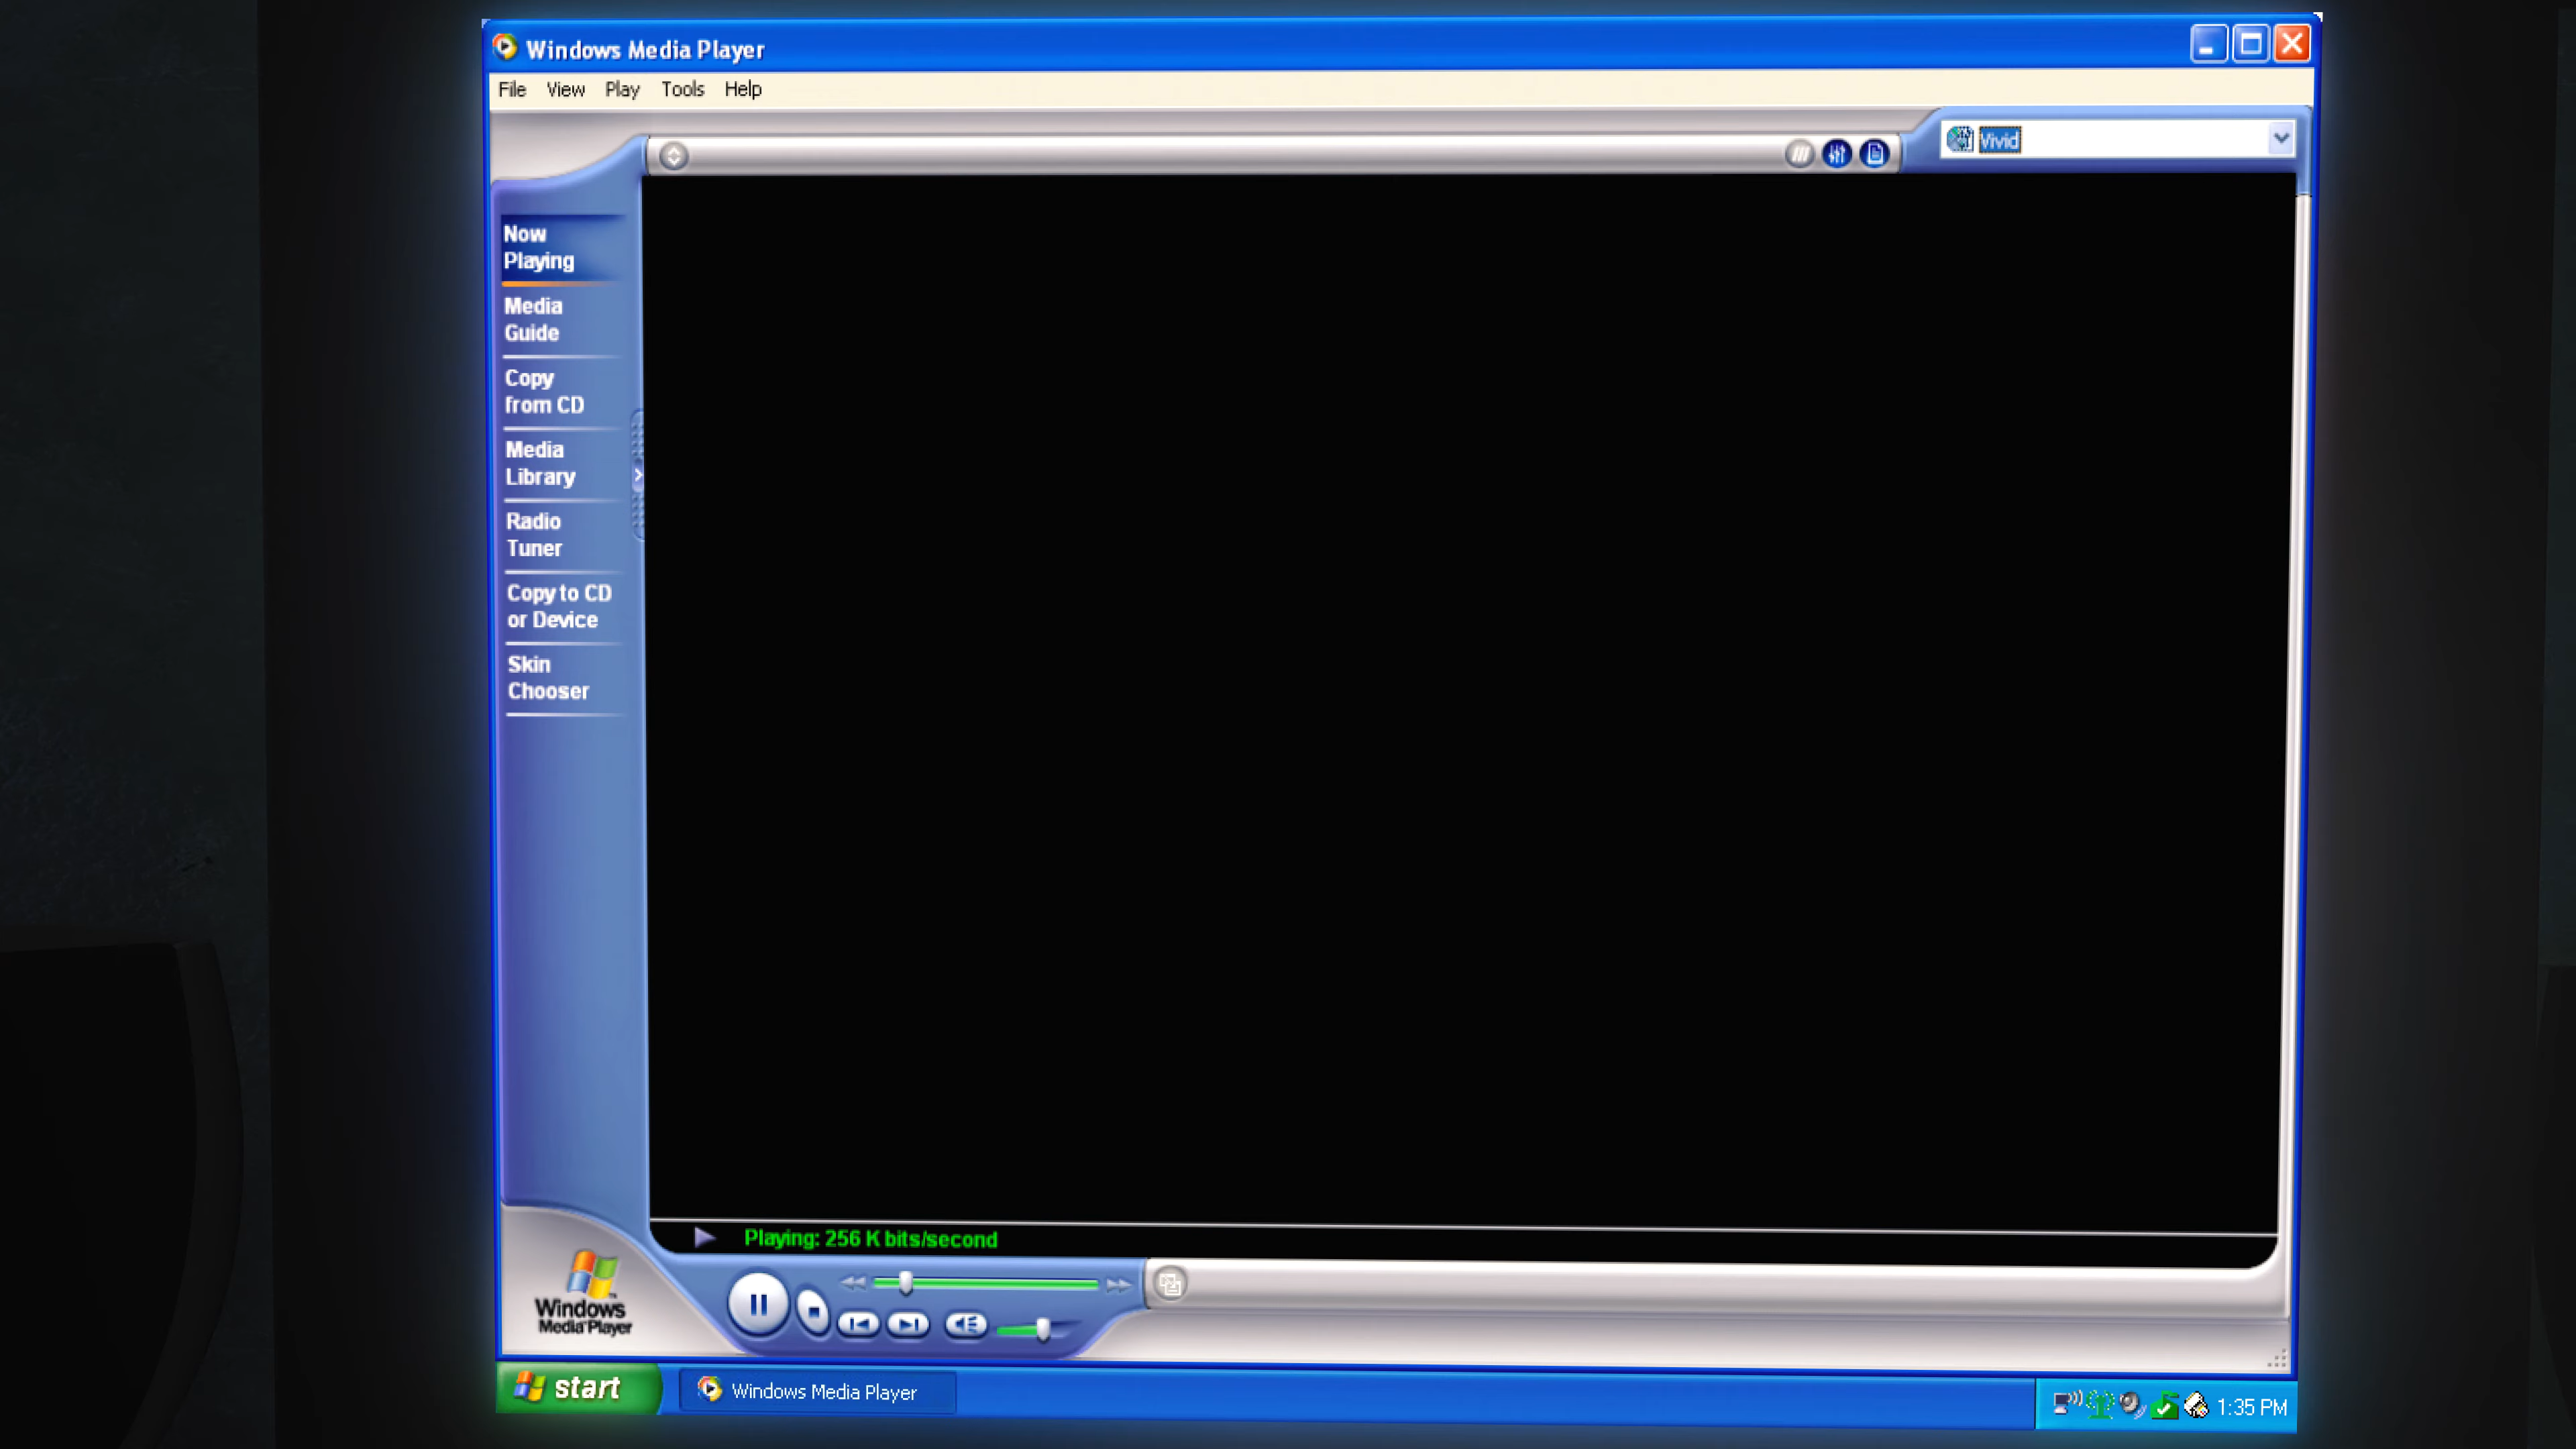 Windows Media Player
File View Play Tools Help
Vivid
Now
Playing
Media
Guide
Copy
from CD
Media
Library
Radio
Tuner
Copy to CD
or Device
Skin
Chooser
Playing: 256 K bits/second
Windows
Media Player
start
Windows Media Player
1:35 PM